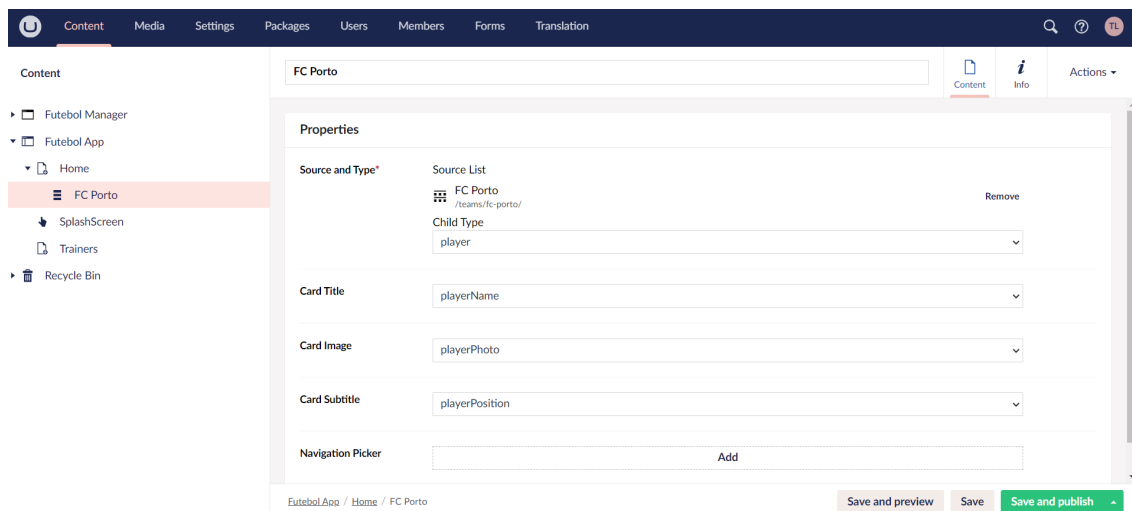 Content Media Settings Packages Users Members Forms Translation TL
Content
Futebol Manager
Futebol App
Home
FC Porto
SplashScreen
Trainers
Recycle Bin
FC Porto
Content
Info
Actions
Properties
Source and Type*
Source List
FC Porto
/teams/fc-porto/
Remove
Child Type
player
Card Title
playerName
Card Image
playerPhoto
Card Subtitle
playerPosition
Navigation Picker
Add
Futebol App / Home / FC Porto
Save and preview
Save
Save and publish